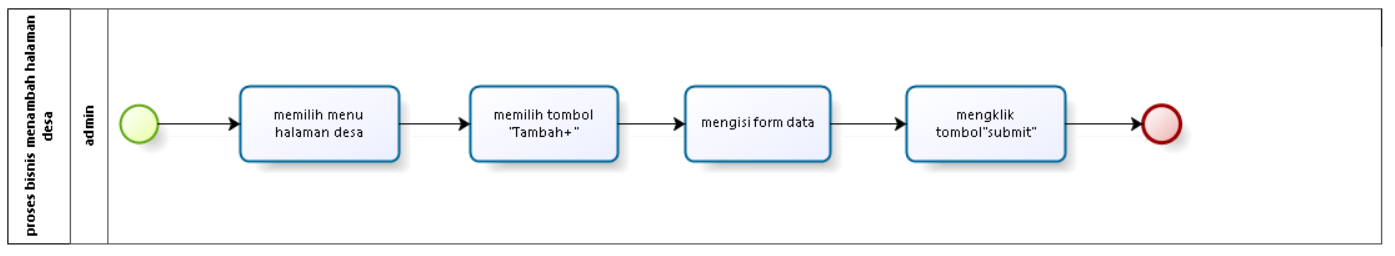 proses bisnis menambah halaman
desa
admin
memilih menu
halaman desa
memilih tombol
"Tambah+"
mengisi form data
mengklik
tombol"submit"